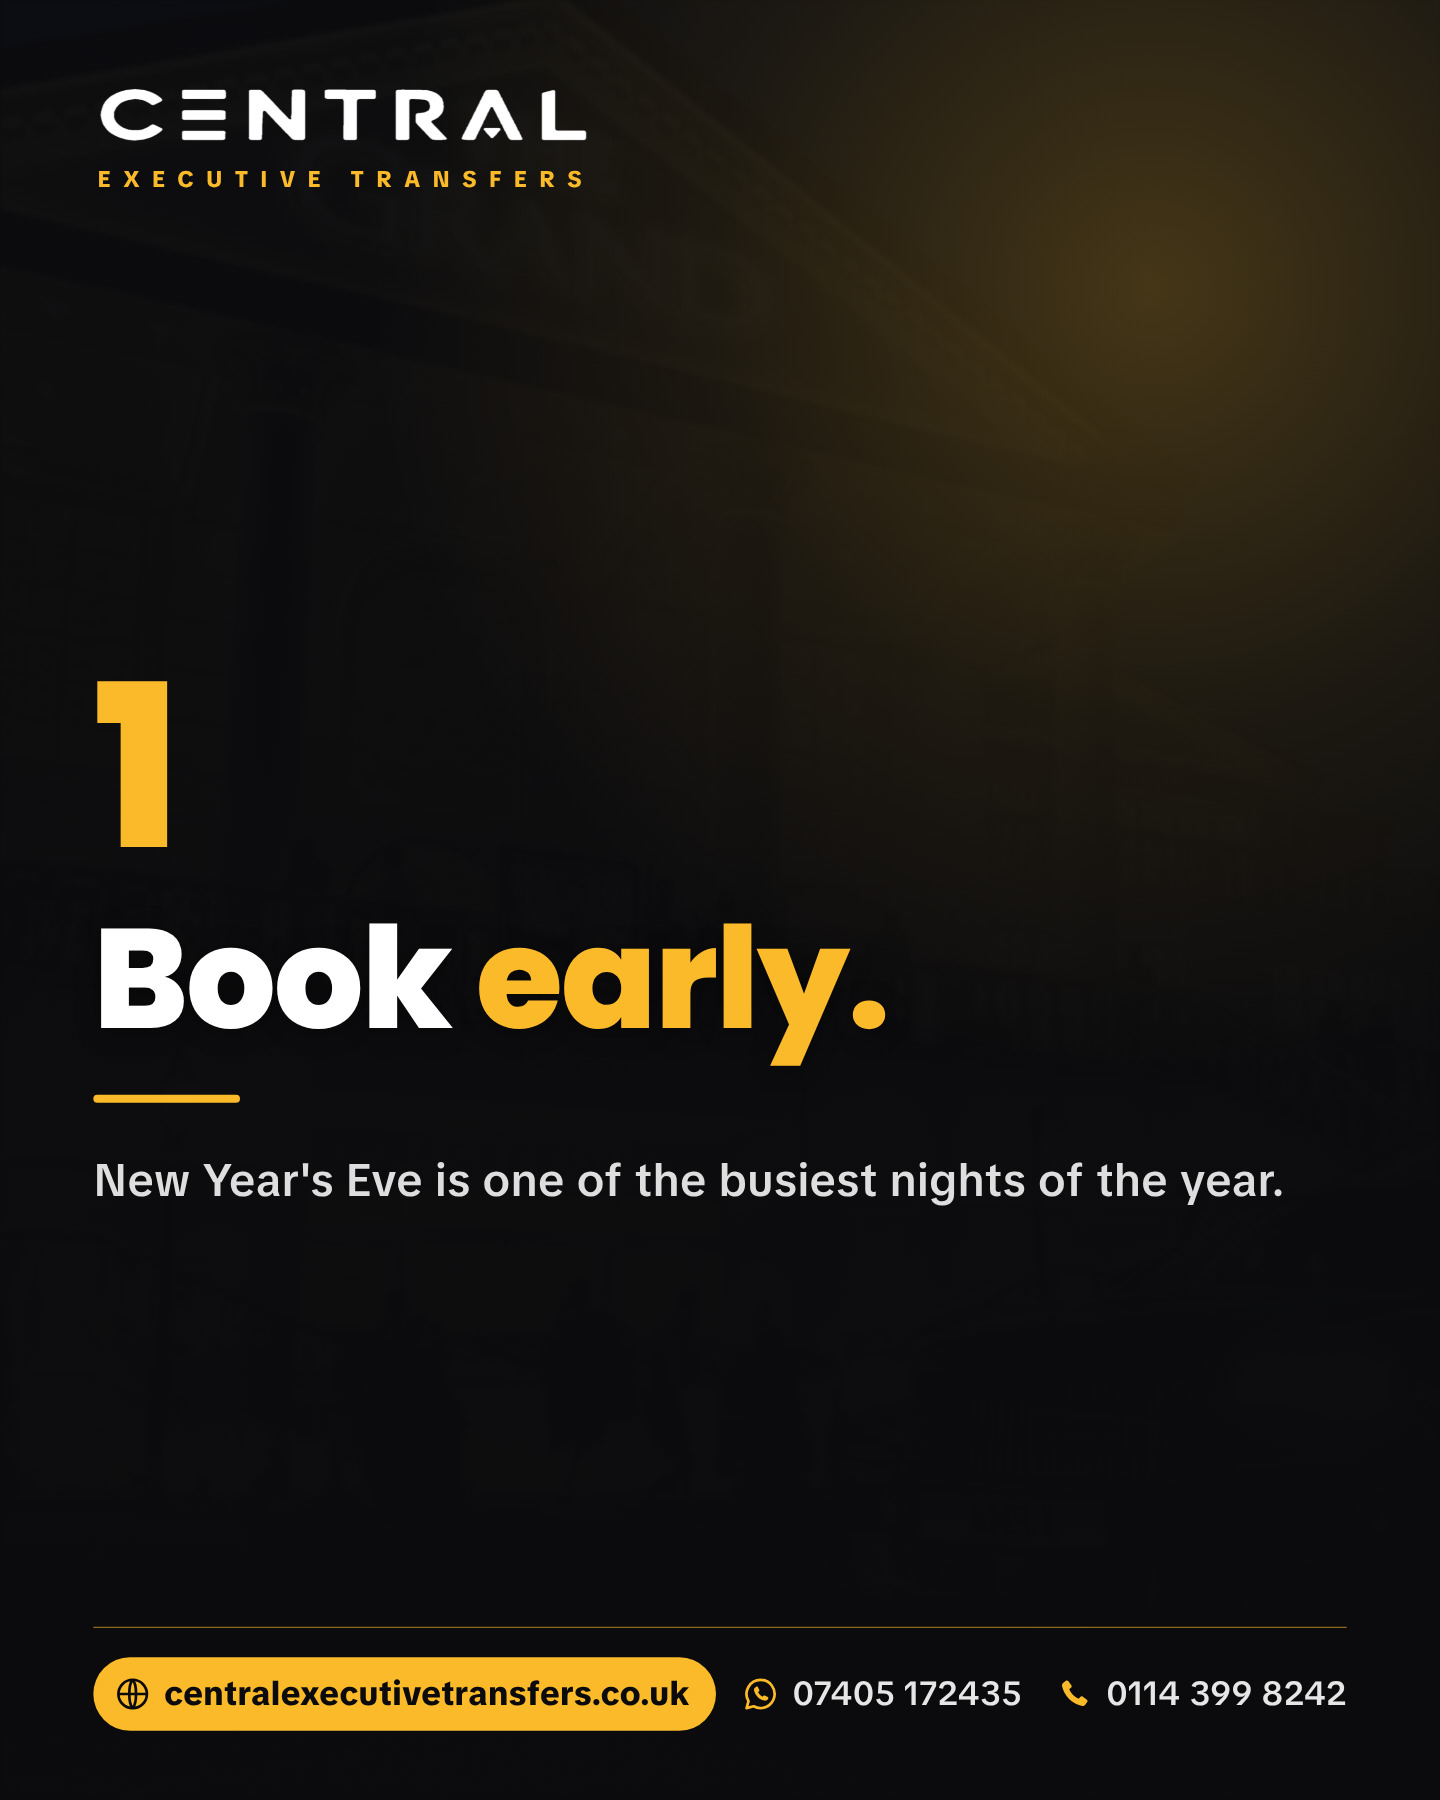 CENTRAL
EXECUTIVE TRANSFERS
GRAND
1
Book early.
New Year's Eve is one of the busiest nights of the year.
centralexecutivetransfers.co.uk 07405 172435 0114 399 8242